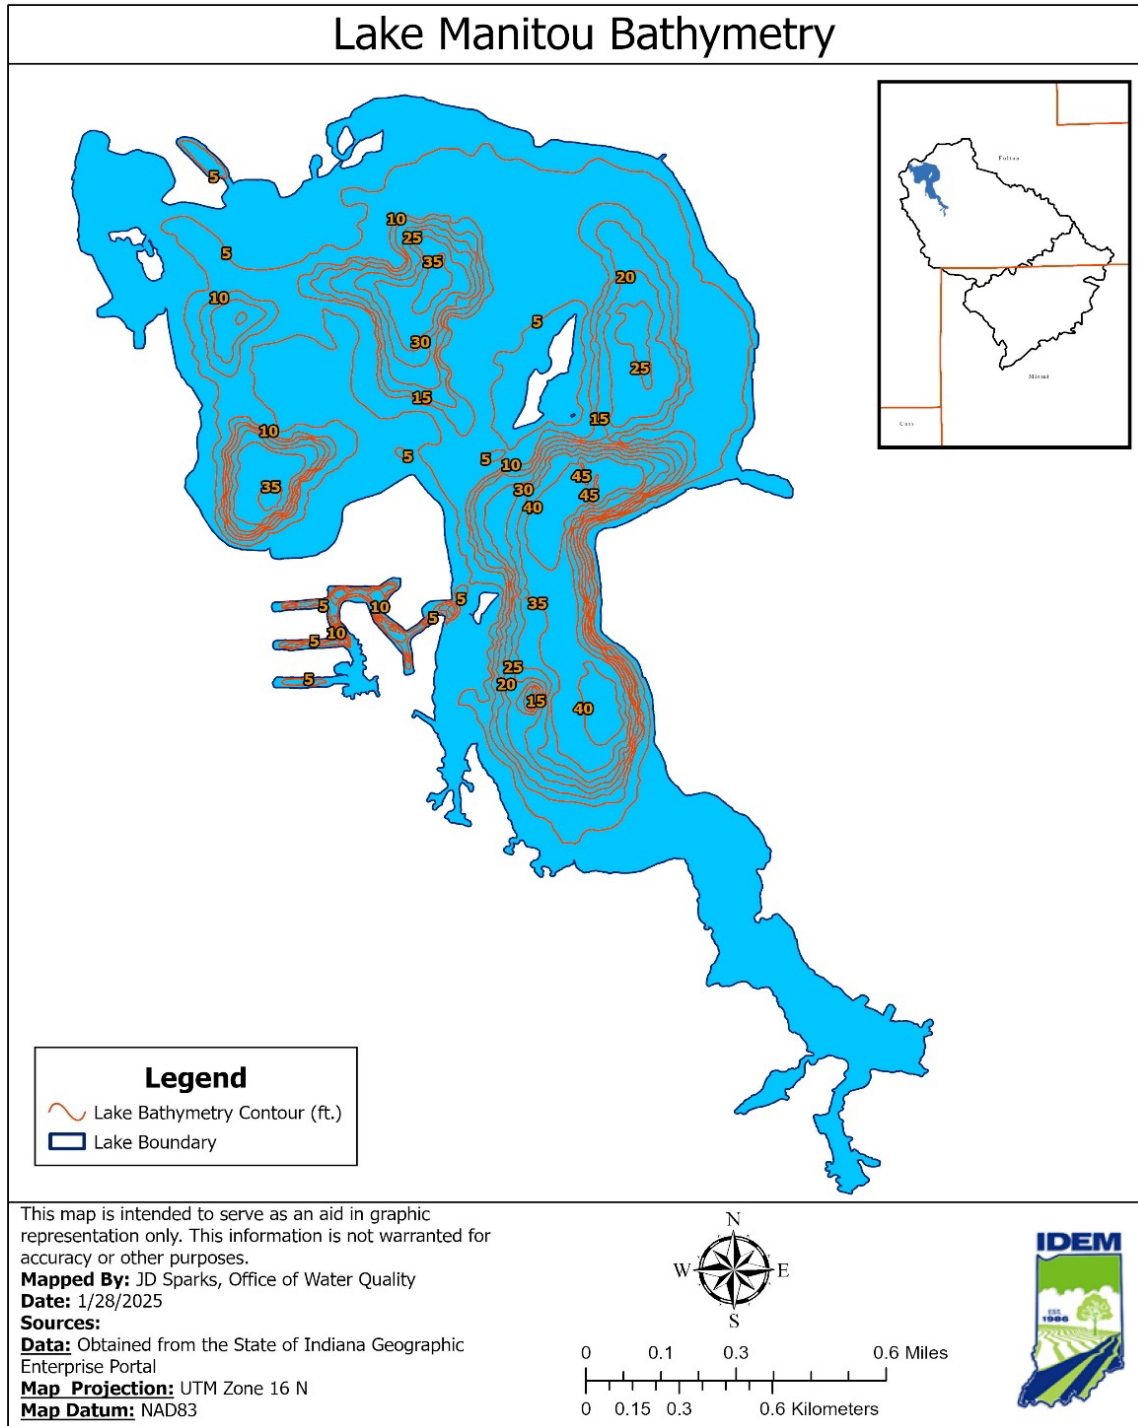 Lake Manitou Bathymetry
Fulton
Miami
Cass
5
5
10
25
35
10
30
15
20
5
25
15
10
35
5
5
10
45
30
45
40
5
10
5
5
10
5
5
35
25
20
15
40
Legend
Lake Bathymetry Contour (ft.)
Lake Boundary
This map is intended to serve as an aid in graphic
representation only. This information is not warranted for
accuracy or other purposes.
Mapped By: JD Sparks, Office of Water Quality
Date: 1/28/2025
Sources:
Data: Obtained from the State of Indiana Geographic
Enterprise Portal
Map Projection: UTM Zone 16 N
Map Datum: NAD83
N
W E
S
0 0.1 0.3 0.6 Miles
0 0.15 0.3 0.6 Kilometers
IDEM
EST.
1986